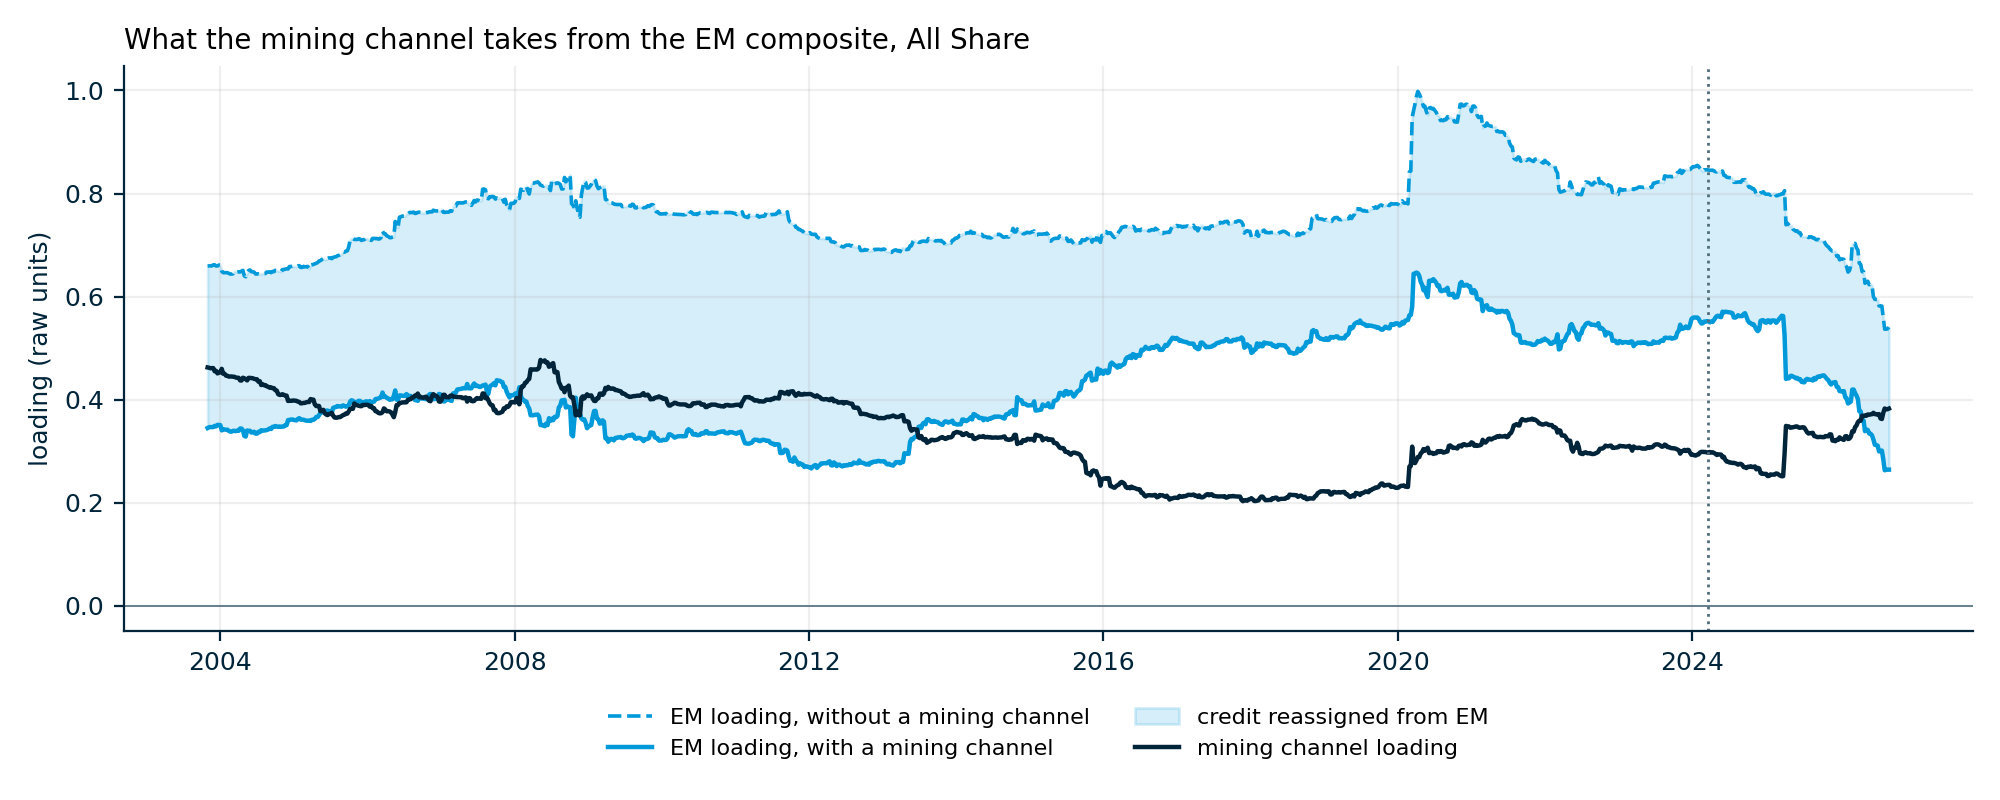 What the mining channel takes from the EM composite, All Share
loading (raw units)
1.0
0.8
0.6
0.4
0.2
0.0
2004 2008 2012 2016 2020 2024
EM loading, without a mining channel
EM loading, with a mining channel
credit reassigned from EM
mining channel loading